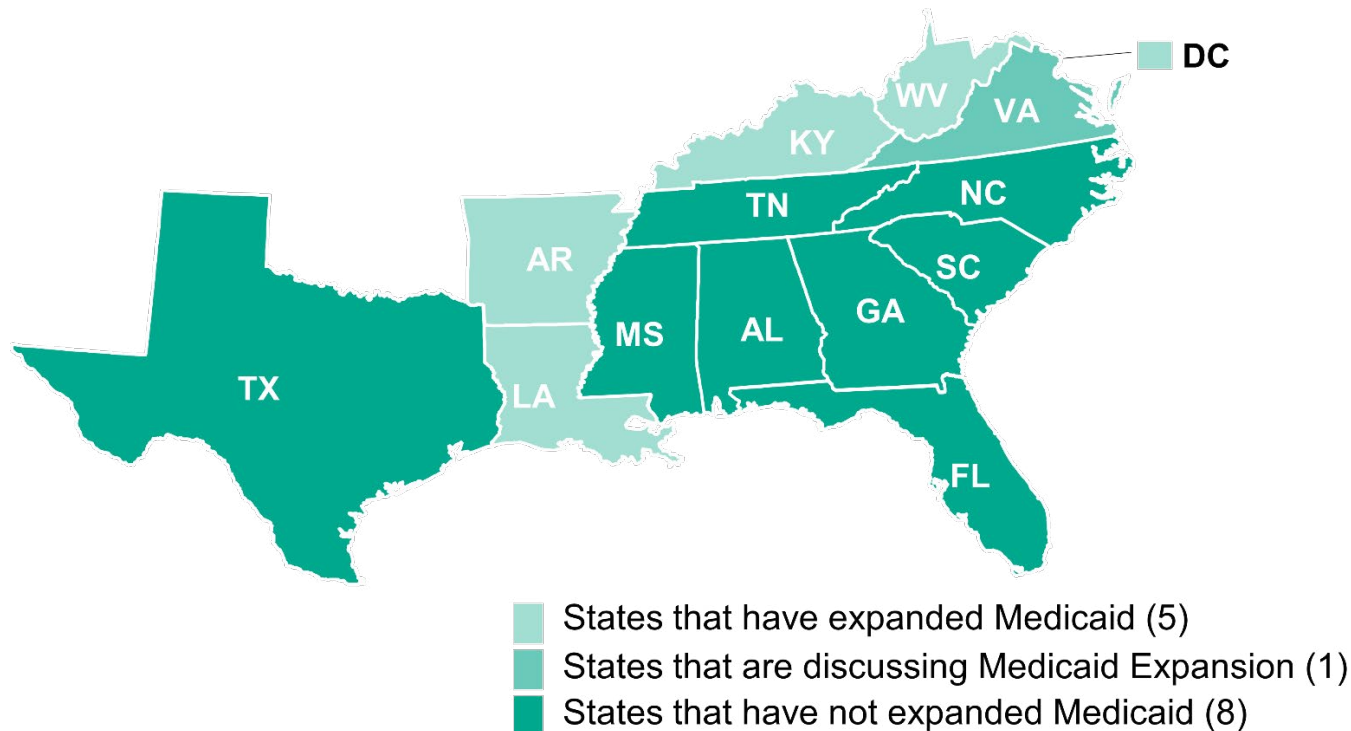 DC
WV
VA
KY
TN
NC
AR
SC
MS
AL
GA
TX
LA
FL
States that have expanded Medicaid (5)
States that are discussing Medicaid Expansion (1)
States that have not expanded Medicaid (8)